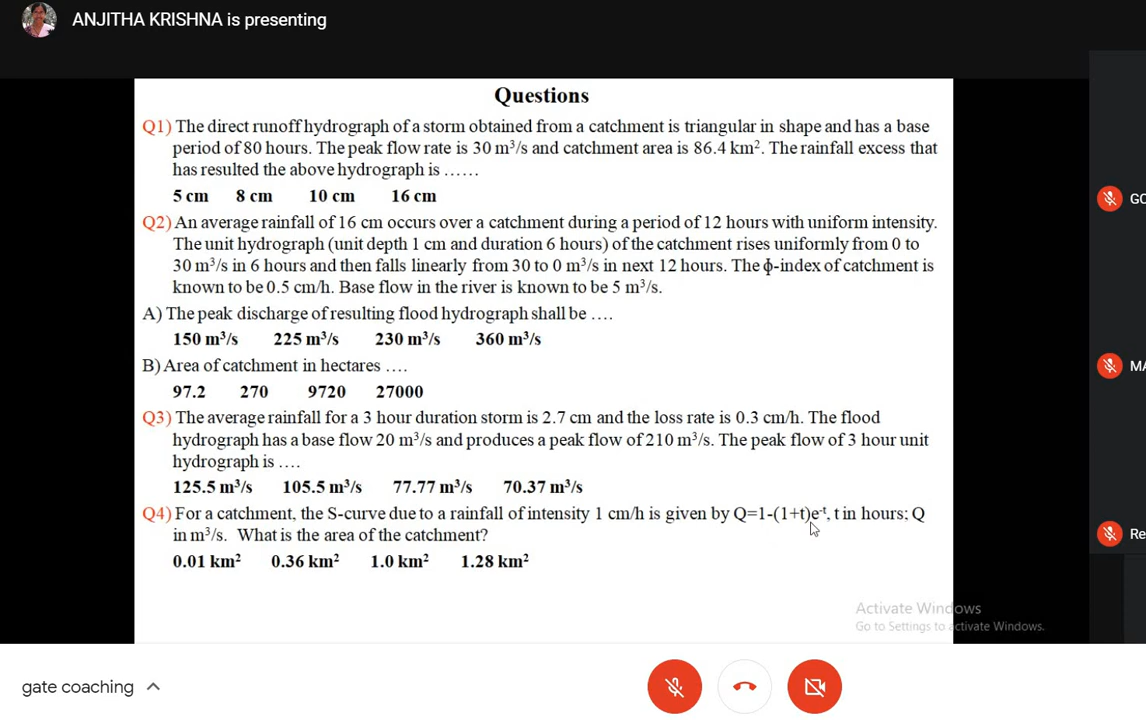 ANJITHA KRISHNA is presenting
Questions
Q1) The direct runoff hydrograph of a storm obtained from a catchment is triangular in shape and has a base
period of 80 hours. The peak flow rate is 30 m³/s and catchment area is 86.4 km². The rainfall excess that
has resulted the above hydrograph is ......
5 cm 8 cm 10 cm 16 cm
Q2) An average rainfall of 16 cm occurs over a catchment during a period of 12 hours with uniform intensity.
The unit hydrograph (unit depth 1 cm and duration 6 hours) of the catchment rises uniformly from 0 to
30 m³/s in 6 hours and then falls linearly from 30 to 0 m³/s in next 12 hours. The ϕ-index of catchment is
known to be 0.5 cm/h. Base flow in the river is known to be 5 m³/s.
A) The peak discharge of resulting flood hydrograph shall be ....
150 m³/s 225 m³/s 230 m³/s 360 m³/s
B) Area of catchment in hectares ....
97.2 270 9720 27000
Q3) The average rainfall for a 3 hour duration storm is 2.7 cm and the loss rate is 0.3 cm/h. The flood
hydrograph has a base flow 20 m³/s and produces a peak flow of 210 m³/s. The peak flow of 3 hour unit
hydrograph is ....
125.5 m³/s 105.5 m³/s 77.77 m³/s 70.37 m³/s
Q4) For a catchment, the S-curve due to a rainfall of intensity 1 cm/h is given by Q=1-(1+t)e⁻ᵗ, t in hours; Q
in m³/s. What is the area of the catchment?
0.01 km² 0.36 km² 1.0 km² 1.28 km²
GO
MA
Re
Activate Windows
Go to Settings to activate Windows.
gate coaching